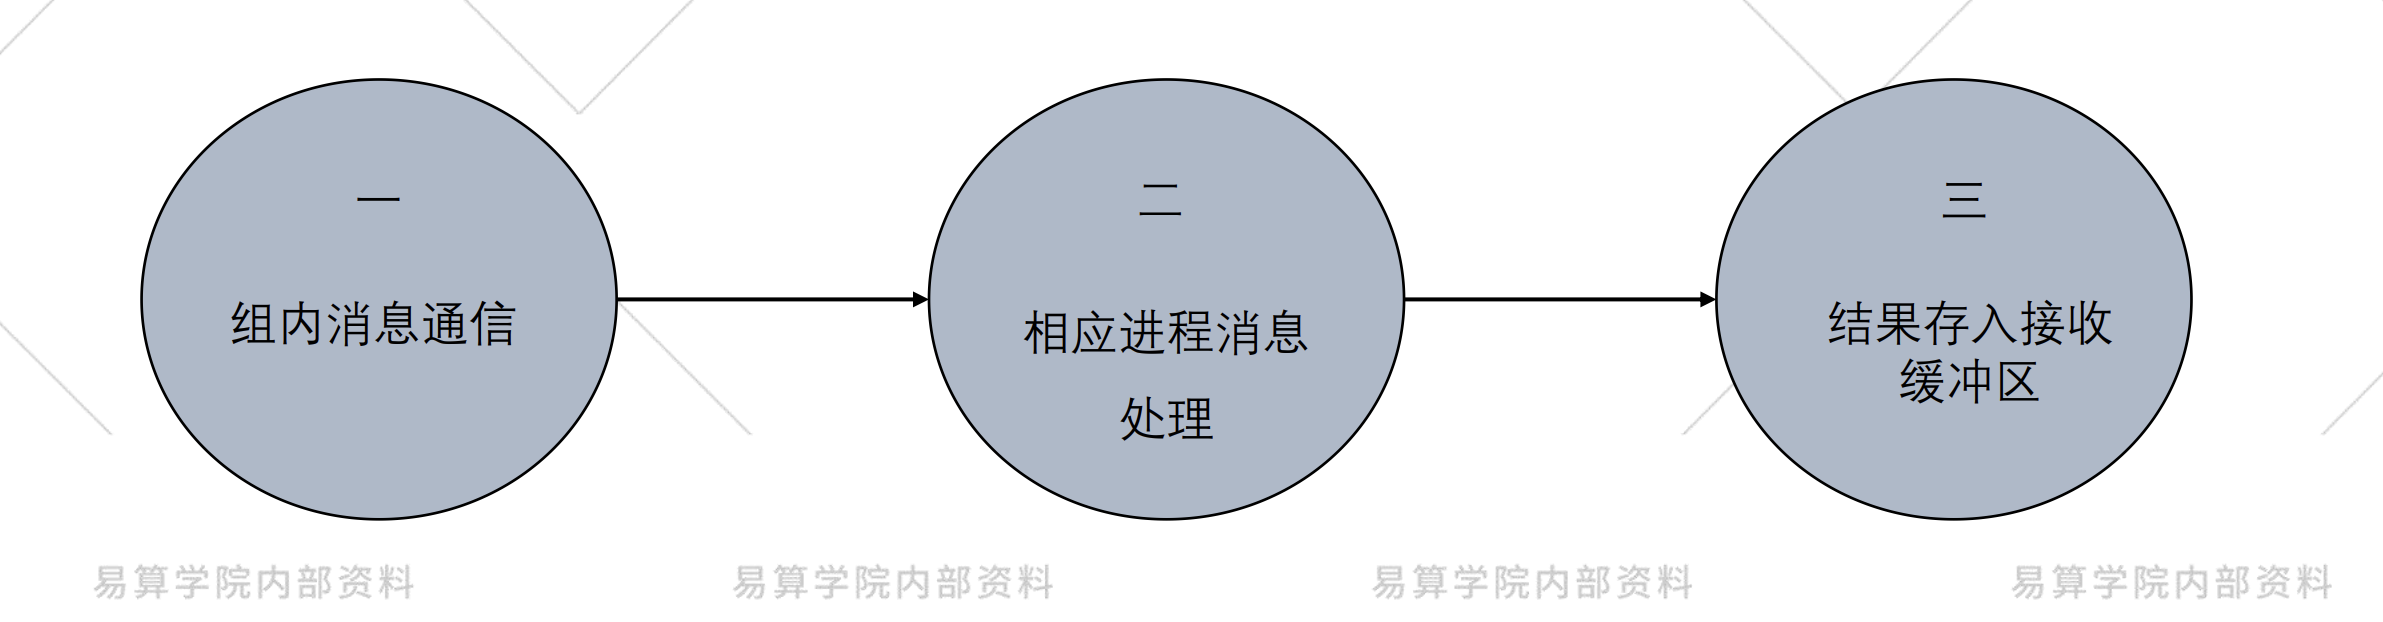 一
二
三
组内消息通信
相应进程消息
处理
结果存入接收
缓冲区
易算学院内部资料
易算学院内部资料
易算学院内部资料
易算学院内部资料